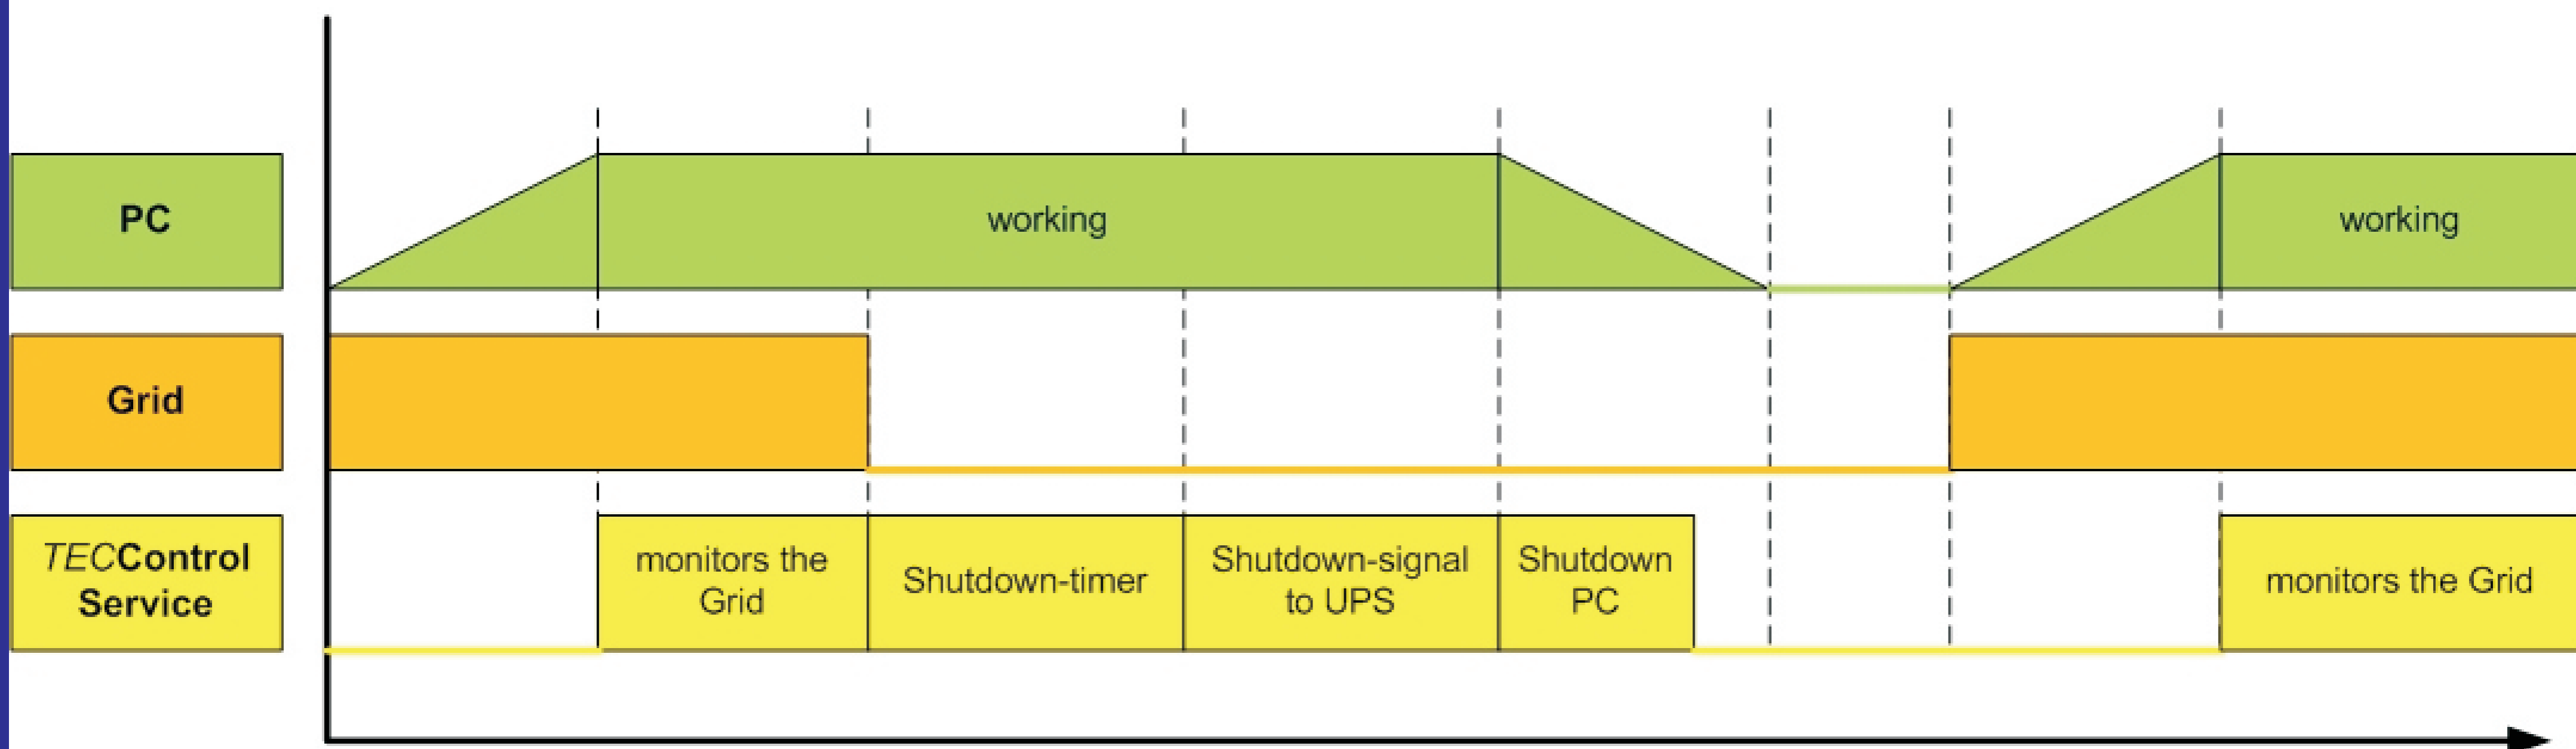 PC
working
working
Grid
TECControl
Service
monitors the
Grid
Shutdown-timer
Shutdown-signal
to UPS
Shutdown
PC
monitors the Grid